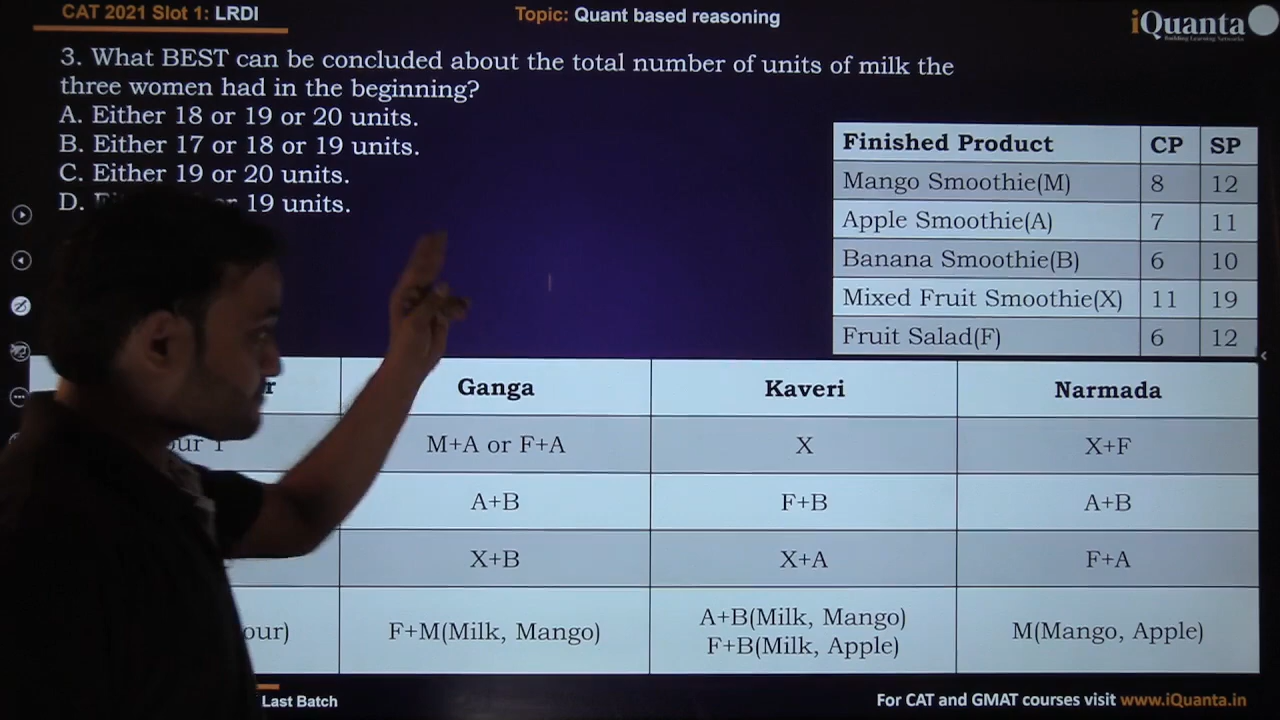 CAT 2021 Slot 1: LRDI
Topic: Quant based reasoning
iQuanta
3. What BEST can be concluded about the total number of units of milk the
three women had in the beginning?
A. Either 18 or 19 or 20 units.
B. Either 17 or 18 or 19 units.
C. Either 19 or 20 units.
D. 19 units.
Finished Product CP SP
Mango Smoothie(M) 8 12
Apple Smoothie(A) 7 11
Banana Smoothie(B) 6 10
Mixed Fruit Smoothie(X) 11 19
Fruit Salad(F) 6 12
Ganga Kaveri Narmada
1 M+A or F+A X X+F
A+B F+B A+B
X+B X+A F+A
F+M(Milk, Mango) A+B(Milk, Mango) M(Mango, Apple)
F+B(Milk, Apple)
Last Batch
For CAT and GMAT courses visit www.iQuanta.in